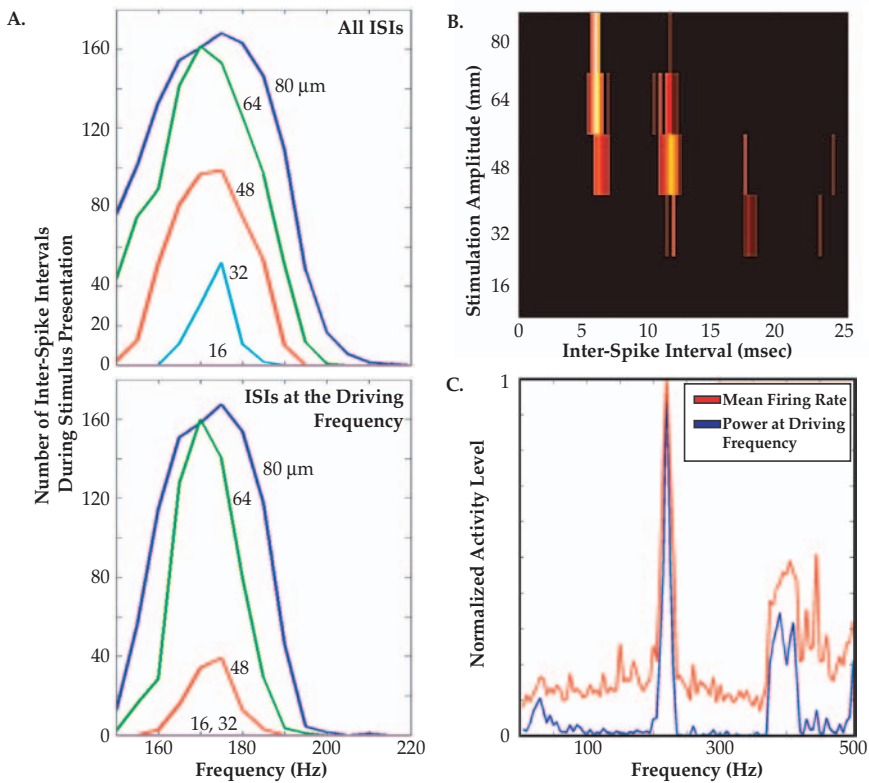 A.
All ISIs
Number of Inter-Spike Intervals
During Stimulus Presentation
160
120
80
40
20
0
80 µm
64
48
32
16
ISIs at the Driving
Frequency
160
120
80
40
0
80 µm
64
48
16, 32
160
180
200
220
Frequency (Hz)
B.
Stimulation Amplitude (mm)
80
64
48
32
16
0
5
10
15
20
25
Inter-Spike Interval (msec)
C.
Normalized Activity Level
1
0
Mean Firing Rate
Power at Driving
Frequency
100
300
500
Frequency (Hz)